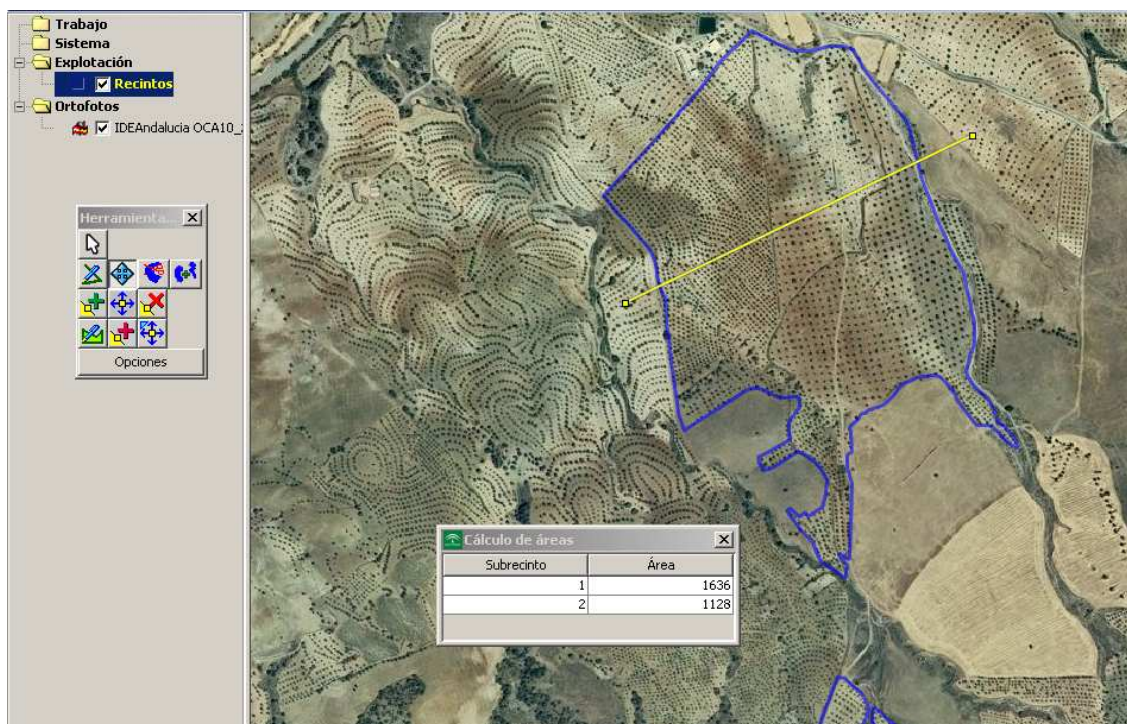 Trabajo
Sistema
Explotación
Recintos
Ortofotos
IDEAndalucia OCA10_
Herramienta...
Opciones
Cálculo de áreas
Subrecinto Área
1 1636
2 1128